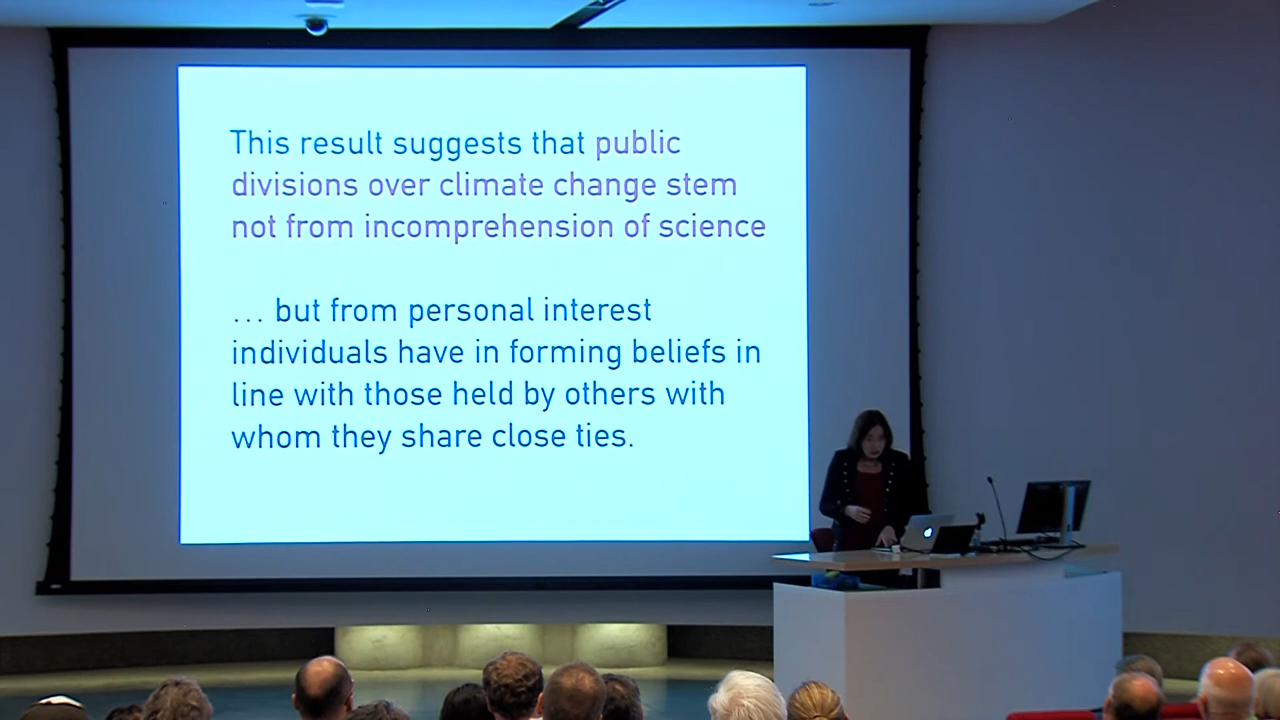 This result suggests that public
divisions over climate change stem
not from incomprehension of science
... but from personal interest
individuals have in forming beliefs in
line with those held by others with
whom they share close ties.